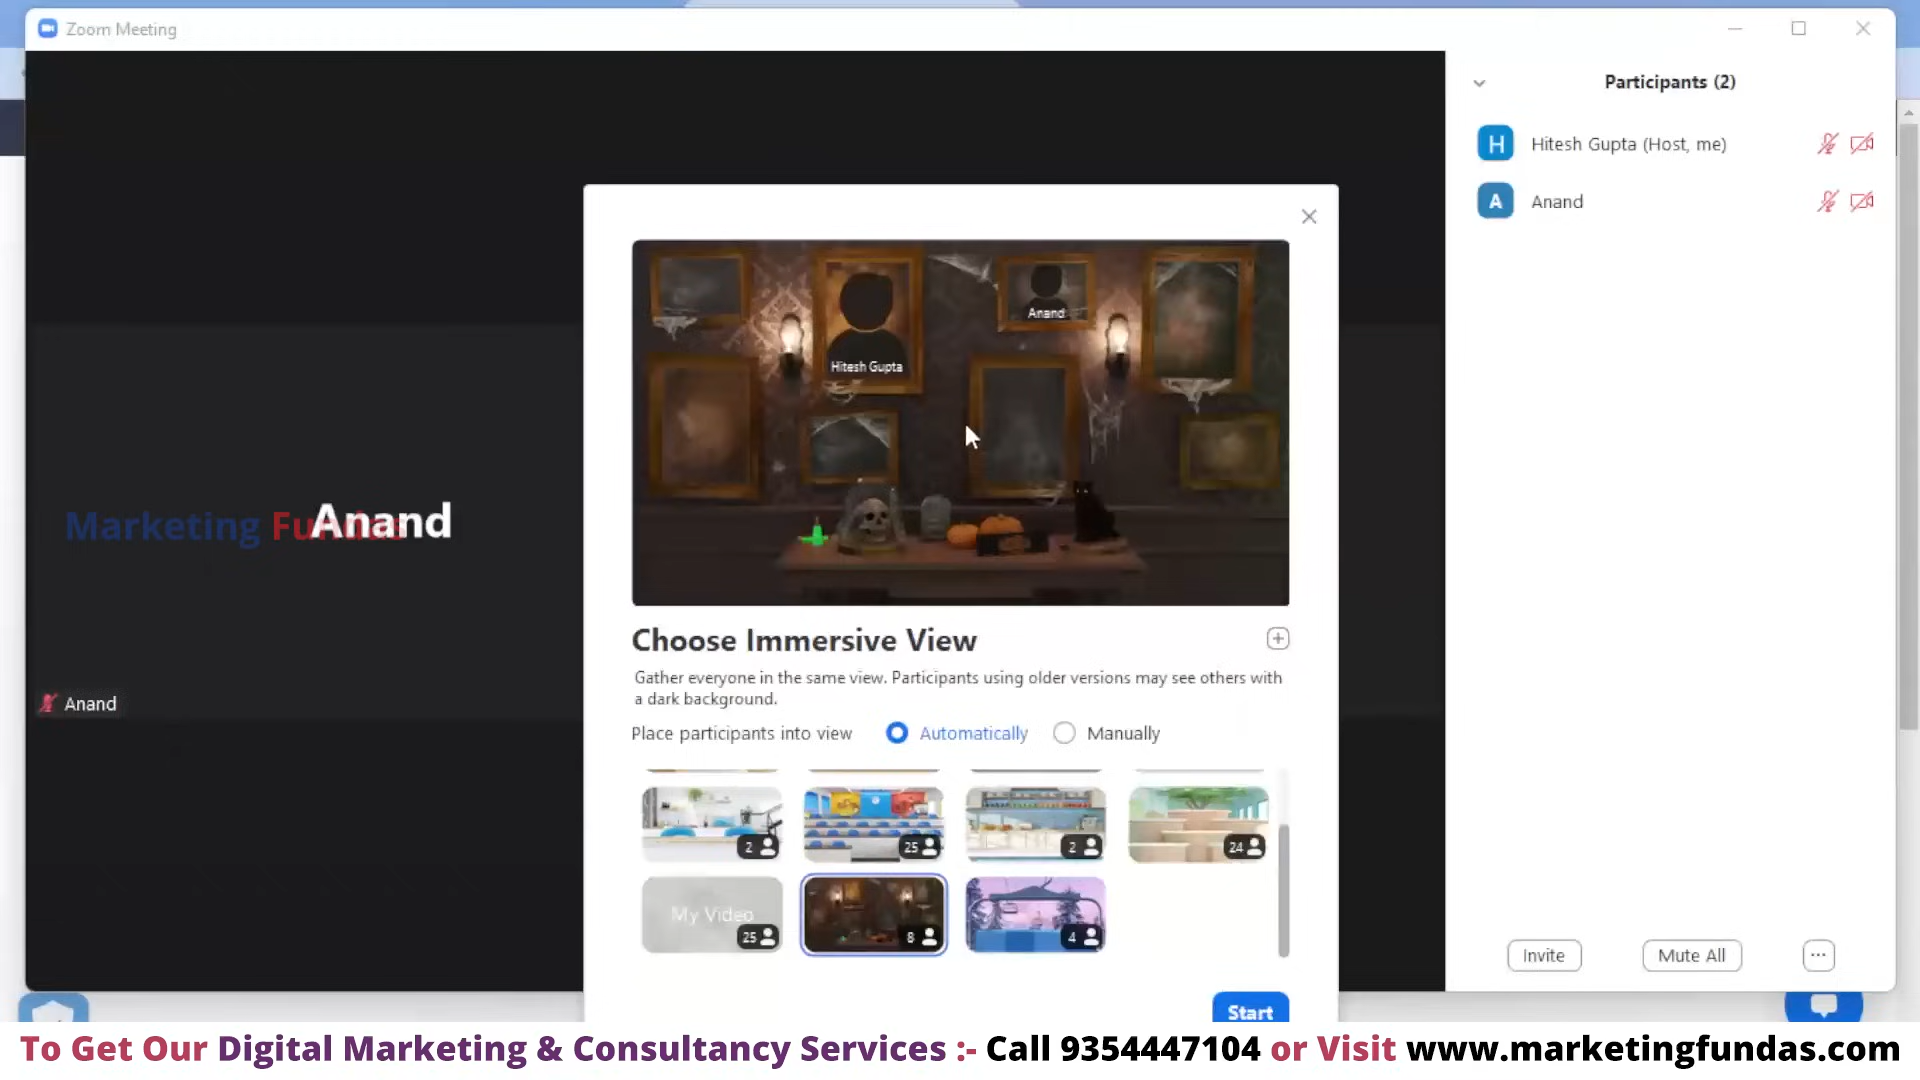 Zoom Meeting
Participants (2)
H Hitesh Gupta (Host, me)
A Anand
Anand
Hitesh Gupta
Marketing Fundas
Anand
Anand
Choose Immersive View
Gather everyone in the same view. Participants using older versions may see others with
a dark background.
Place participants into view Automatically Manually
2 25 2 24
My Video
25 8 4
Start
Invite Mute All
To Get Our Digital Marketing & Consultancy Services :- Call 9354447104 or Visit www.marketingfundas.com